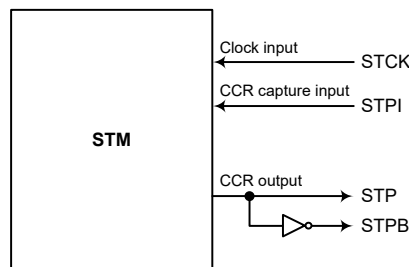 Clock input
STCK
CCR capture input
STPI
STM
CCR output
STP
STPB